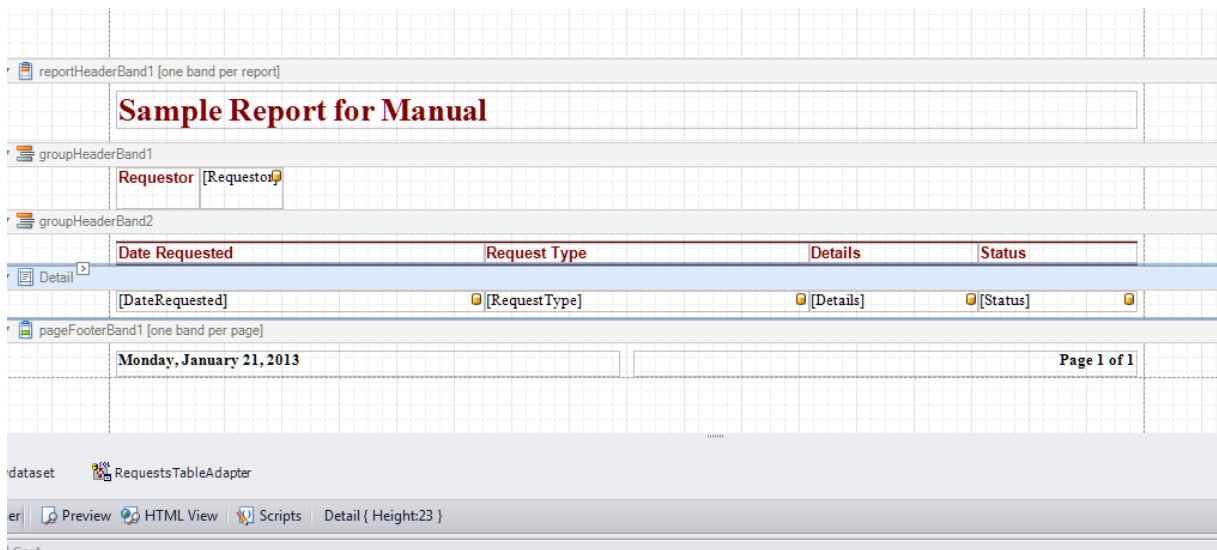 reportHeaderBand1 [one band per report]
Sample Report for Manual
groupHeaderBand1
Requestor [Requestor]
groupHeaderBand2
Date Requested Request Type Details Status
Detail
[DateRequested] [RequestType] [Details] [Status]
pageFooterBand1 [one band per page]
Monday, January 21, 2013 Page 1 of 1
dataset RequestsTableAdapter
er Preview HTML View Scripts Detail { Height:23 }